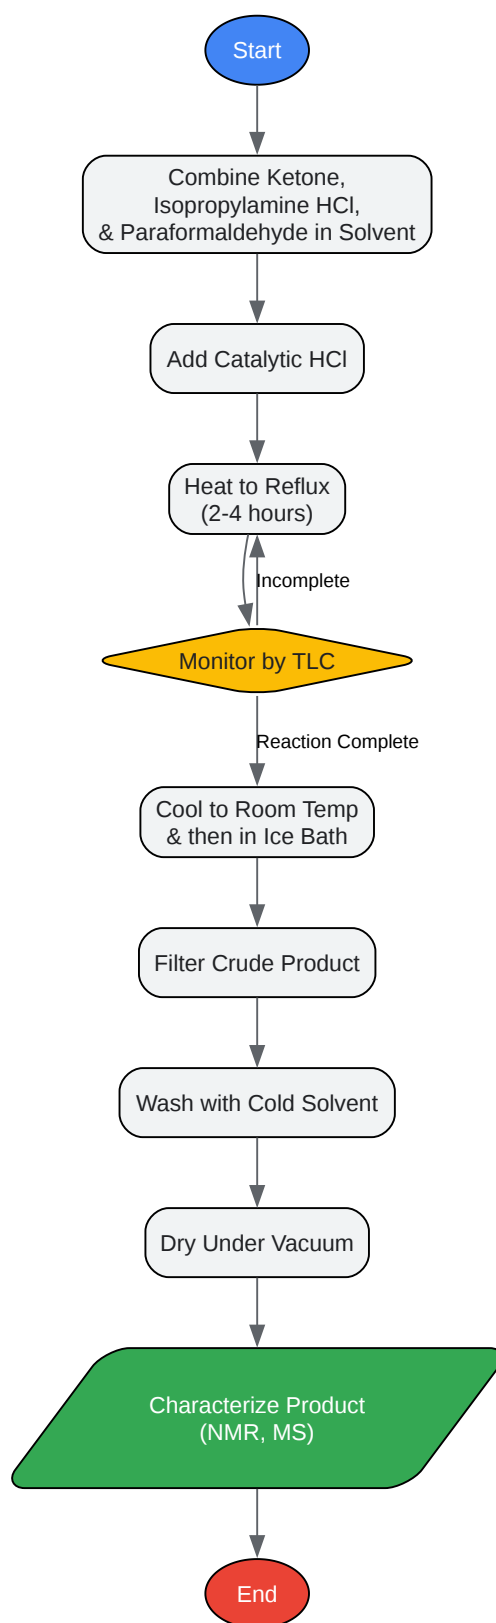 Start
Combine Ketone,
Isopropylamine HCl,
& Paraformaldehyde in Solvent
Add Catalytic HCl
Heat to Reflux
(2-4 hours)
Incomplete
Monitor by TLC
Reaction Complete
Cool to Room Temp
& then in Ice Bath
Filter Crude Product
Wash with Cold Solvent
Dry Under Vacuum
Characterize Product
(NMR, MS)
End